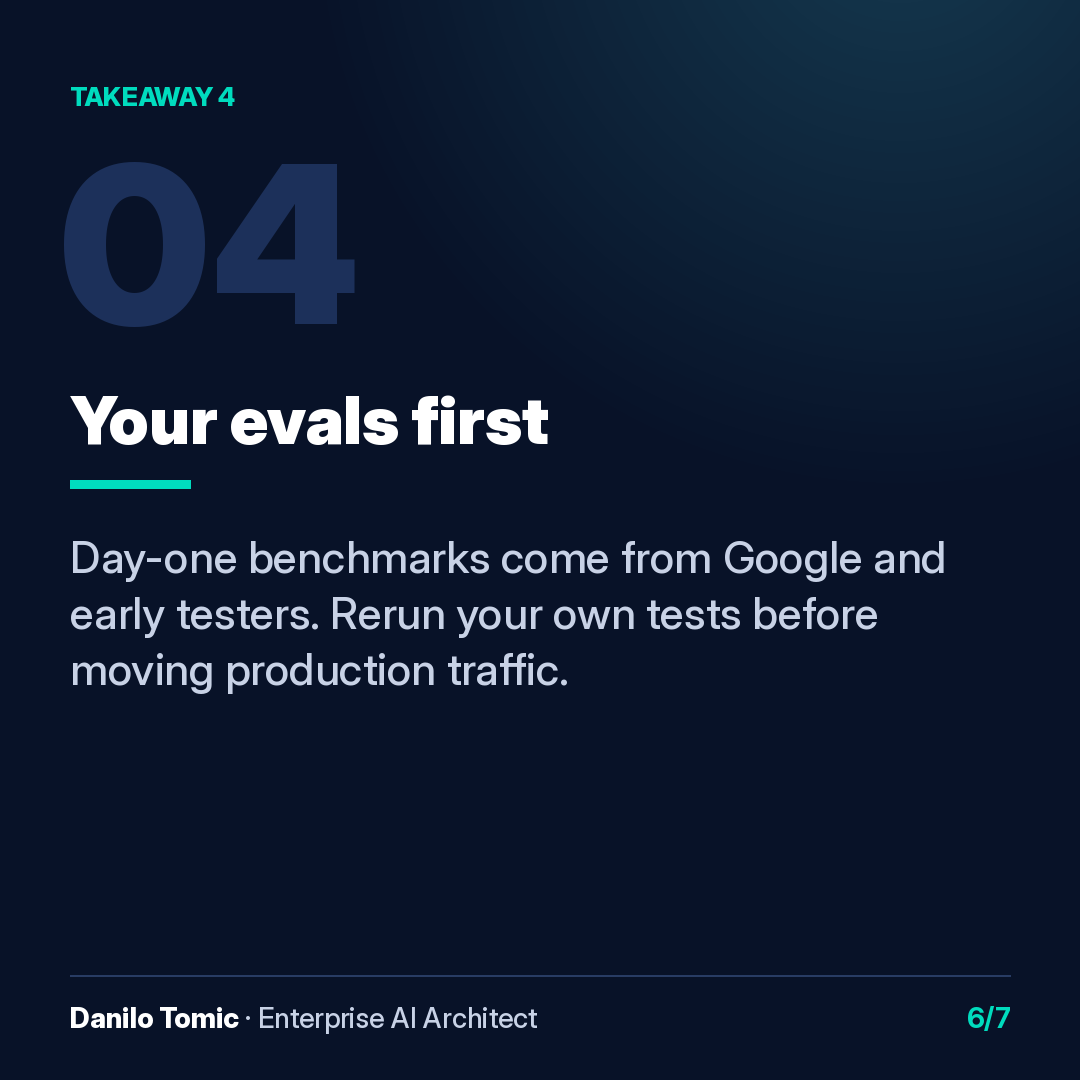 TAKEAWAY 4
04
Your evals first
Day-one benchmarks come from Google and
early testers. Rerun your own tests before
moving production traffic.
Danilo Tomic · Enterprise AI Architect
6/7